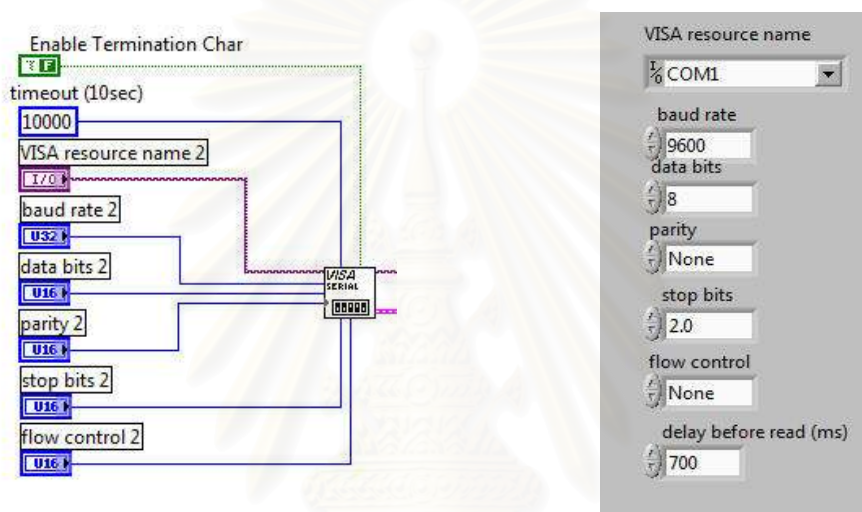 Enable Termination Char
F
timeout (10sec)
10000
VISA resource name 2
I/O
baud rate 2
U32
data bits 2
U16
parity 2
U16
stop bits 2
U16
flow control 2
U16
VISA
SERIAL
VISA resource name
I/O COM1
baud rate
9600
data bits
8
parity
None
stop bits
2.0
flow control
None
delay before read (ms)
700